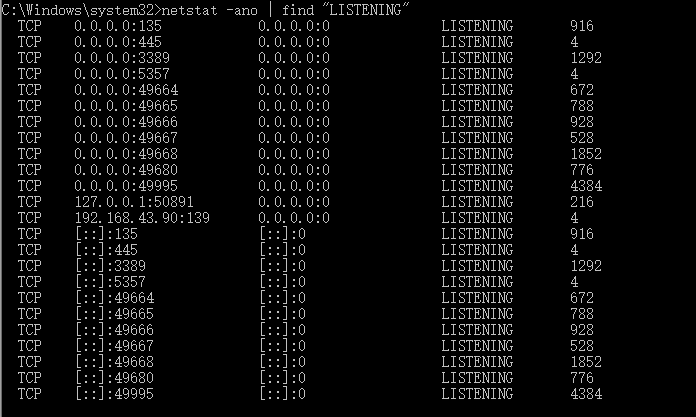 C:\Windows\system32>netstat -ano | find "LISTENING"
TCP 0.0.0.0:135 0.0.0.0:0 LISTENING 916
TCP 0.0.0.0:445 0.0.0.0:0 LISTENING 4
TCP 0.0.0.0:3389 0.0.0.0:0 LISTENING 1292
TCP 0.0.0.0:5357 0.0.0.0:0 LISTENING 4
TCP 0.0.0.0:49664 0.0.0.0:0 LISTENING 672
TCP 0.0.0.0:49665 0.0.0.0:0 LISTENING 788
TCP 0.0.0.0:49666 0.0.0.0:0 LISTENING 928
TCP 0.0.0.0:49667 0.0.0.0:0 LISTENING 528
TCP 0.0.0.0:49668 0.0.0.0:0 LISTENING 1852
TCP 0.0.0.0:49680 0.0.0.0:0 LISTENING 776
TCP 0.0.0.0:49995 0.0.0.0:0 LISTENING 4384
TCP 127.0.0.1:50891 0.0.0.0:0 LISTENING 216
TCP 192.168.43.90:139 0.0.0.0:0 LISTENING 4
TCP [::]:135 [::]:0 LISTENING 916
TCP [::]:445 [::]:0 LISTENING 4
TCP [::]:3389 [::]:0 LISTENING 1292
TCP [::]:5357 [::]:0 LISTENING 4
TCP [::]:49664 [::]:0 LISTENING 672
TCP [::]:49665 [::]:0 LISTENING 788
TCP [::]:49666 [::]:0 LISTENING 928
TCP [::]:49667 [::]:0 LISTENING 528
TCP [::]:49668 [::]:0 LISTENING 1852
TCP [::]:49680 [::]:0 LISTENING 776
TCP [::]:49995 [::]:0 LISTENING 4384